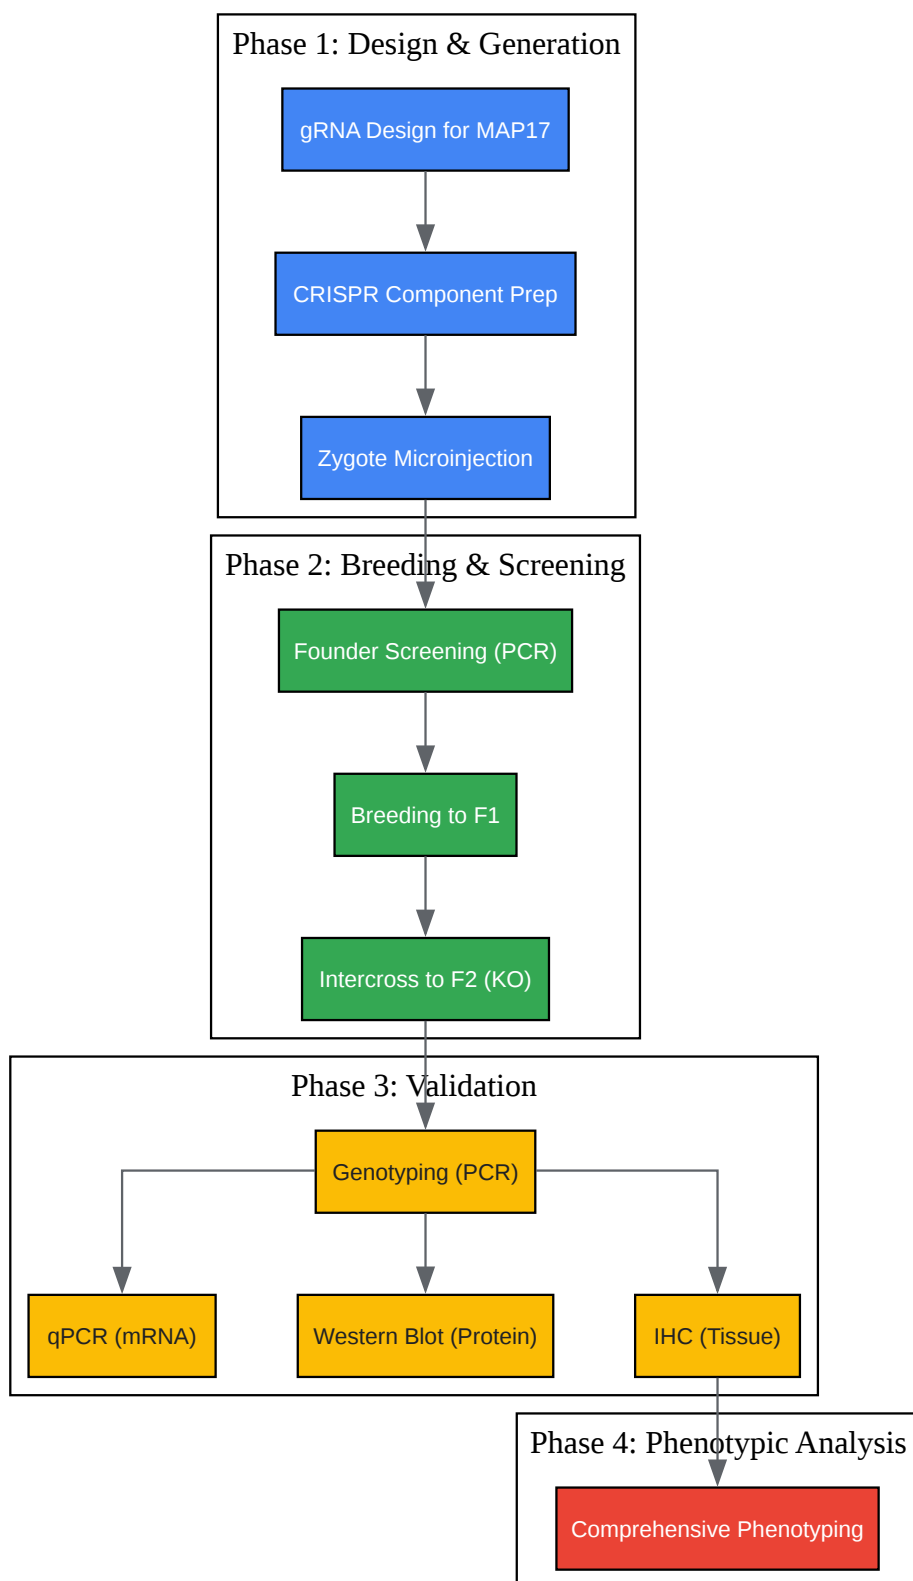 Phase 1: Design & Generation
gRNA Design for MAP17
CRISPR Component Prep
Zygote Microinjection
Phase 2: Breeding & Screening
Founder Screening (PCR)
Breeding to F1
Intercross to F2 (KO)
Phase 3: Validation
Genotyping (PCR)
qPCR (mRNA)
Western Blot (Protein)
IHC (Tissue)
Phase 4: Phenotypic Analysis
Comprehensive Phenotyping